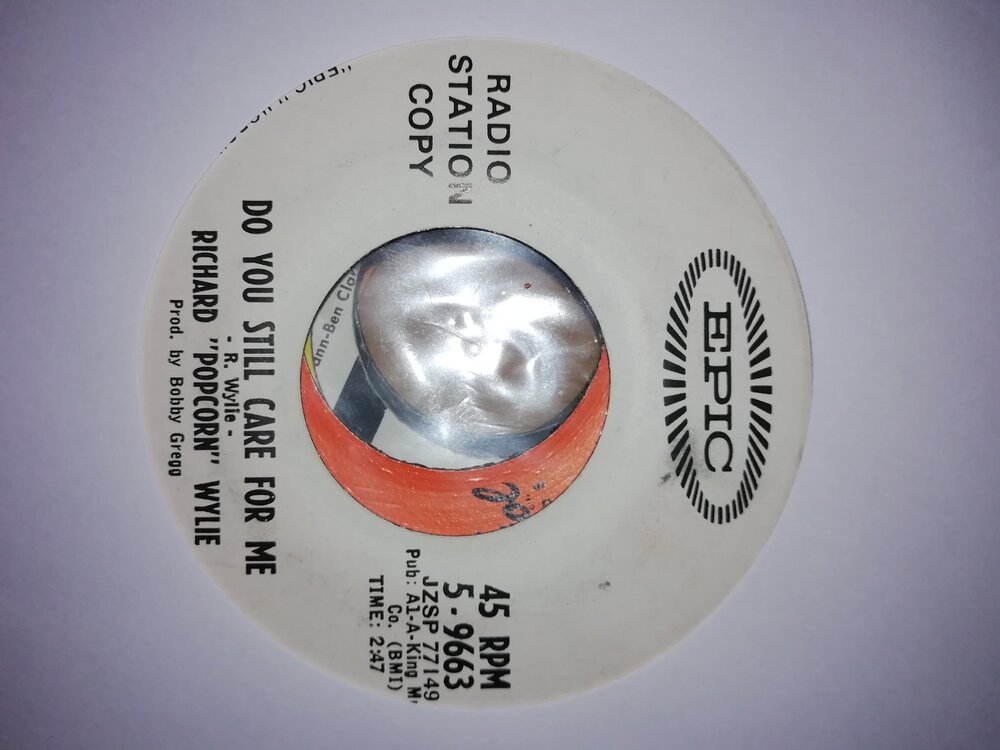 EPIC
RADIO
STATION
COPY
45 RPM
5-9663
JZSP 77149
Pub: Al-A-King
Co. (BMI)
TIME: 2:47
DO YOU STILL CARE FOR ME
- R. Wylie -
RICHARD "POPCORN" WYLIE
Prod. by Bobby Gregg
"EPIC"